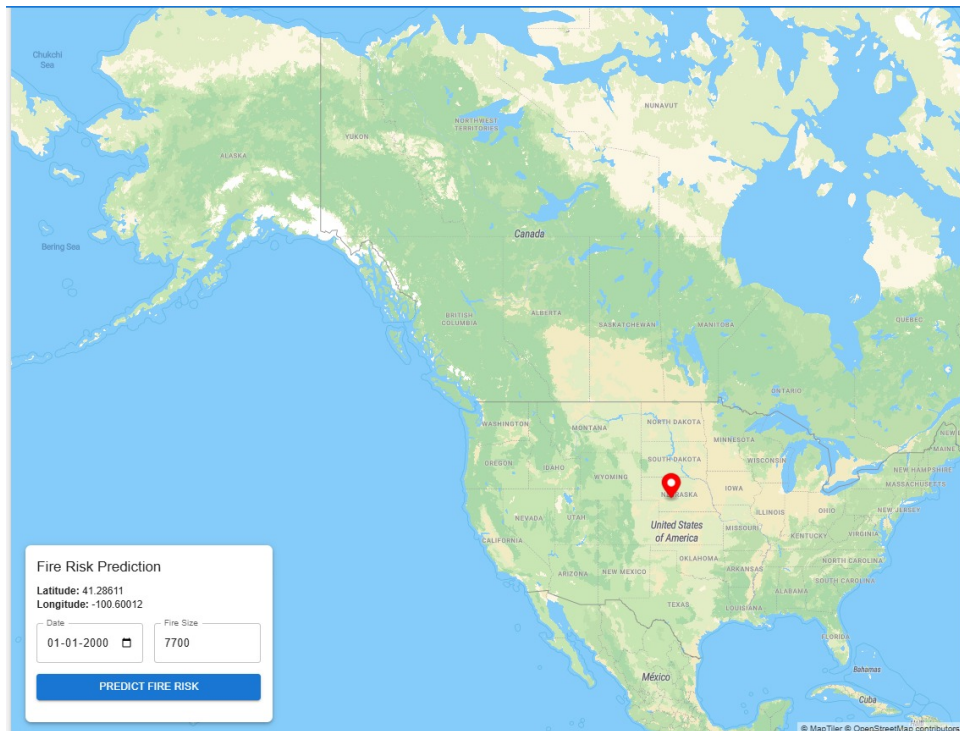 Chukchi
Sea
NUNAVUT
NORTHWEST
TERRITORIES
YUKON
ALASKA
Bering Sea
Canada
BRITISH
COLUMBIA
ALBERTA
SASKATCHEWAN
MANITOBA
QUEBEC
ONTARIO
WASHINGTON
MONTANA
NORTH DAKOTA
MINNESOTA
MAINE
OREGON
IDAHO
SOUTH DAKOTA
WISCONSIN
NEW HAMPSHIRE
WYOMING
MASSACHUSETTS
IOWA
NEVADA
UTAH
ILLINOIS
OHIO
NEW JERSEY
United States
of America
MISSOURI
KENTUCKY
VIRGINIA
CALIFORNIA
OKLAHOMA
ARIZONA
NEW MEXICO
ARKANSAS
NORTH CAROLINA
SOUTH CAROLINA
ALABAMA
TEXAS
LOUISIANA
FLORIDA
México
Bahamas
Cuba
Fire Risk Prediction
Latitude: 41.28611
Longitude: -100.60012
Date
Fire Size
01-01-2000
7700
PREDICT FIRE RISK
© MapTiler © OpenStreetMap contributors